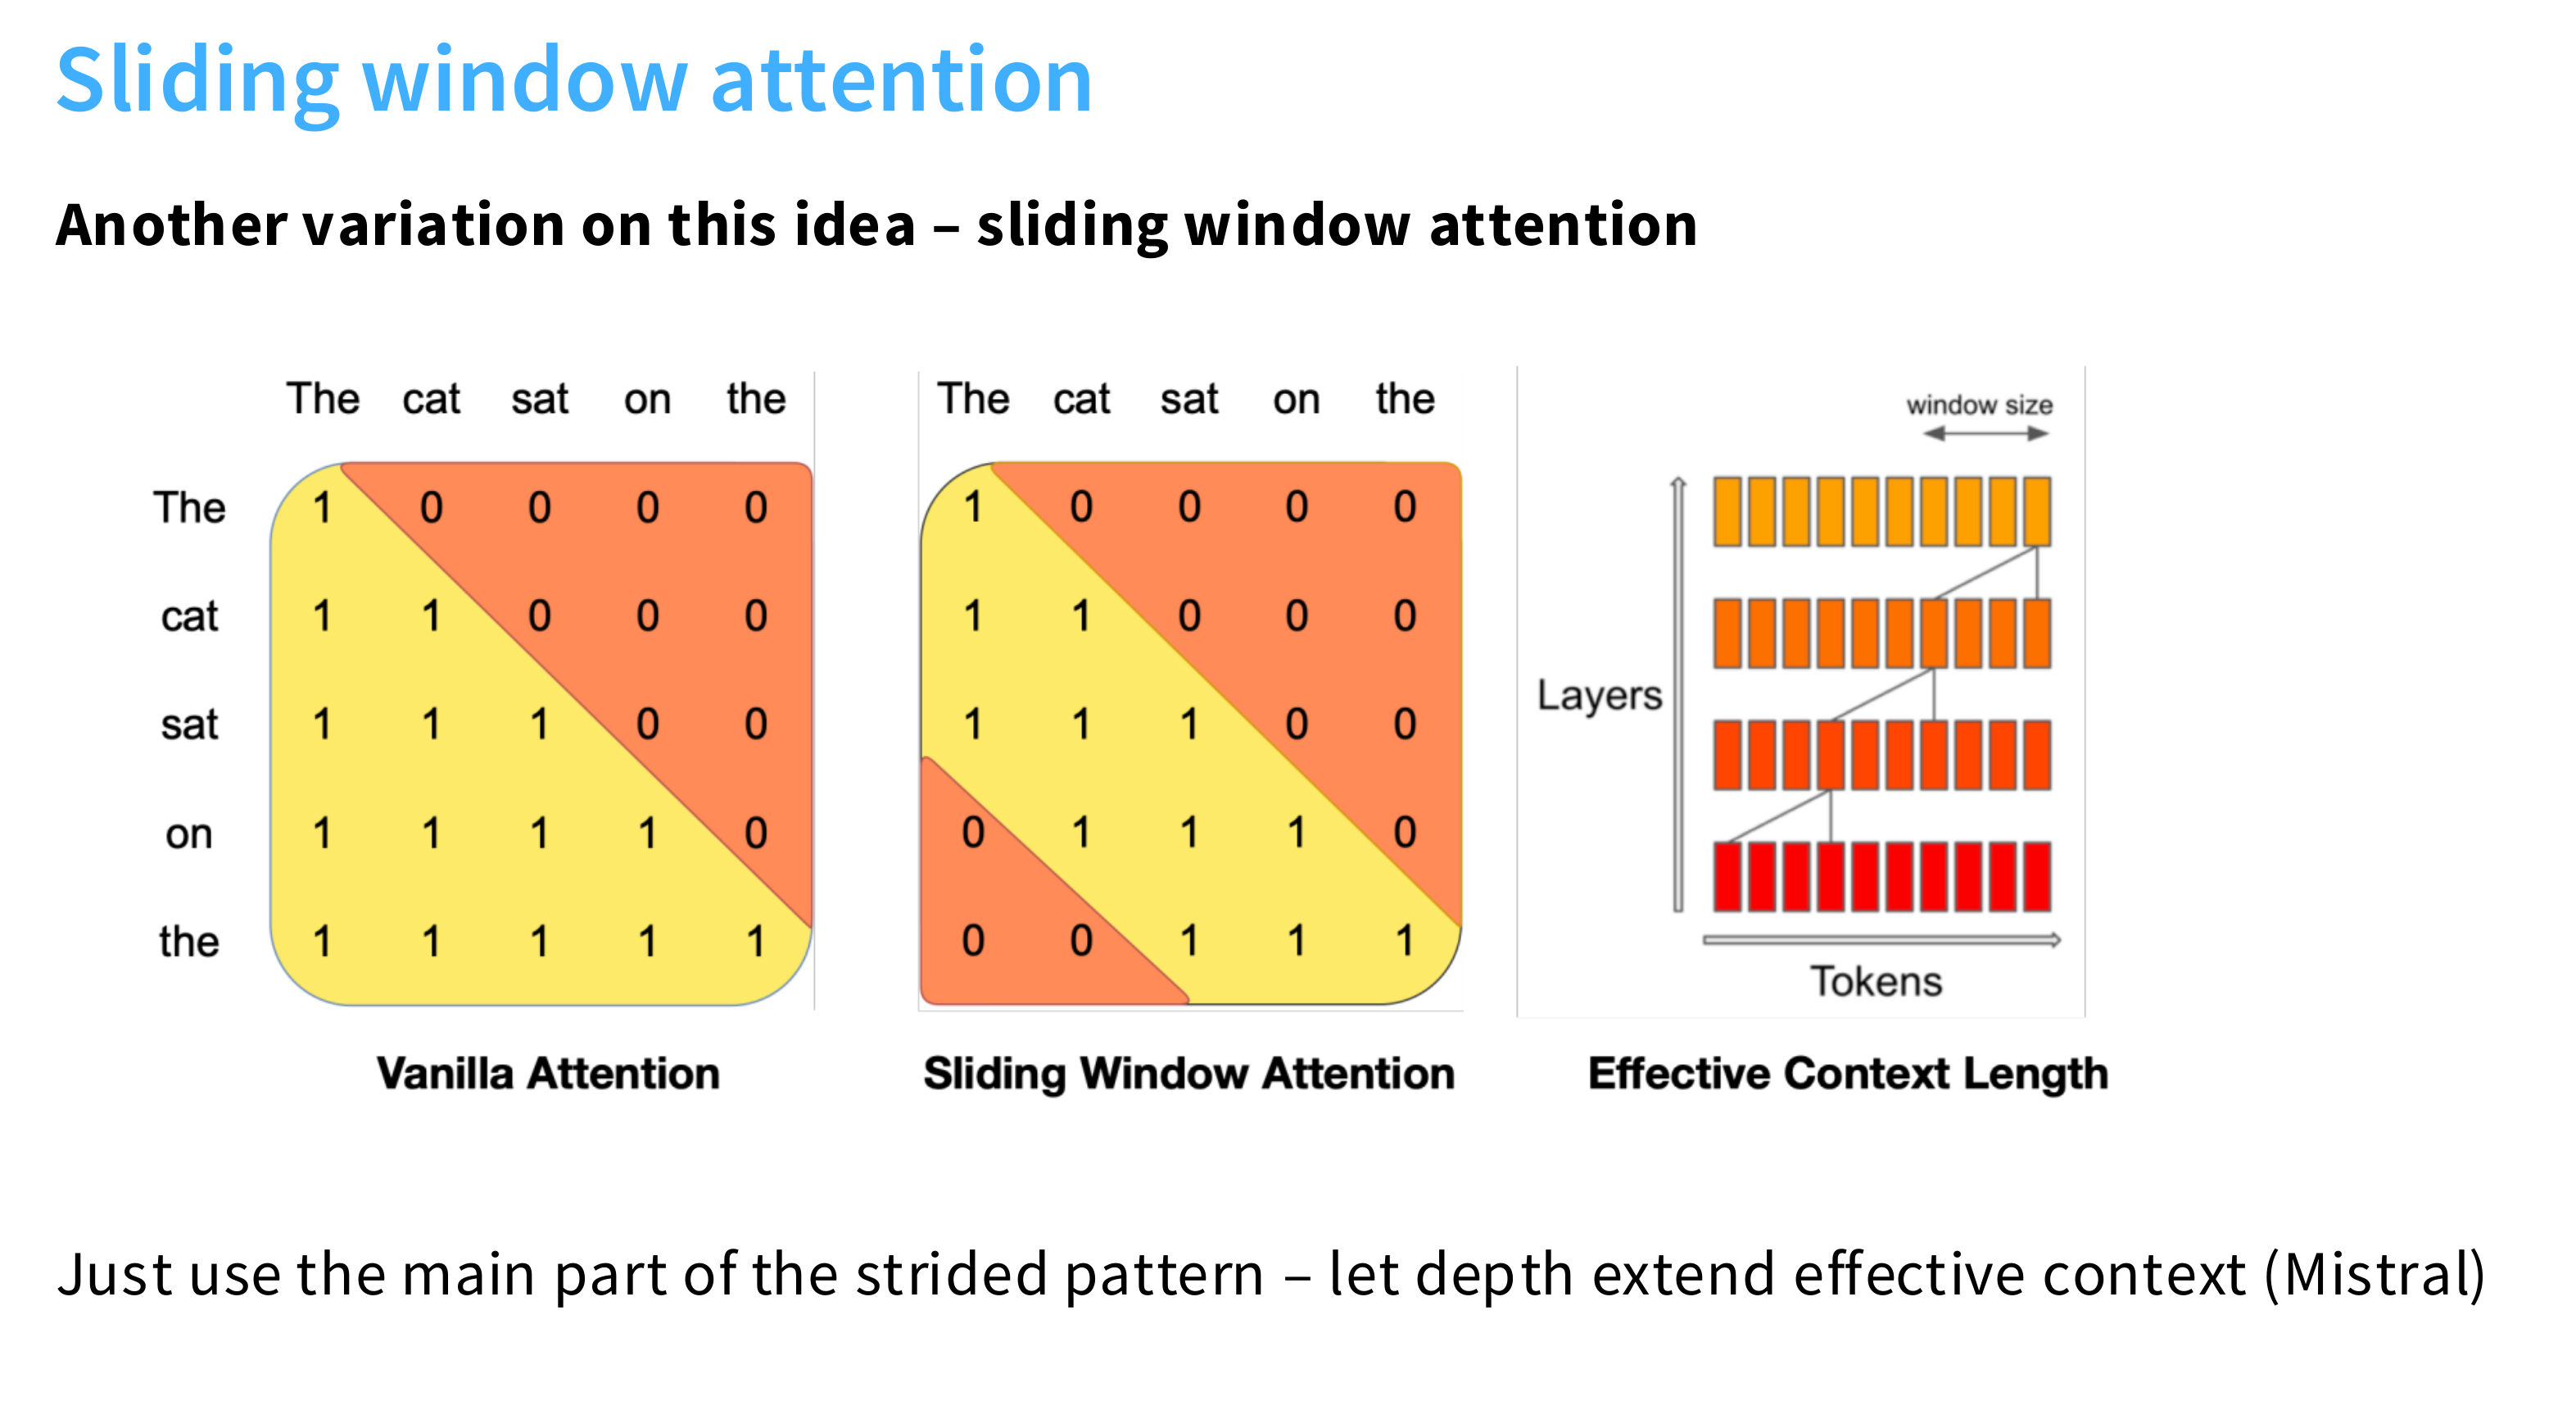 Sliding window attention
Another variation on this idea – sliding window attention
The cat sat on the
The 1 0 0 0 0
cat 1 1 0 0 0
sat 1 1 1 0 0
on 1 1 1 1 0
the 1 1 1 1 1
Vanilla Attention
The cat sat on the
1 0 0 0 0
1 1 0 0 0
1 1 1 0 0
0 1 1 1 0
0 0 1 1 1
Sliding Window Attention
window size
Layers
Tokens
Effective Context Length
Just use the main part of the strided pattern – let depth extend effective context (Mistral)